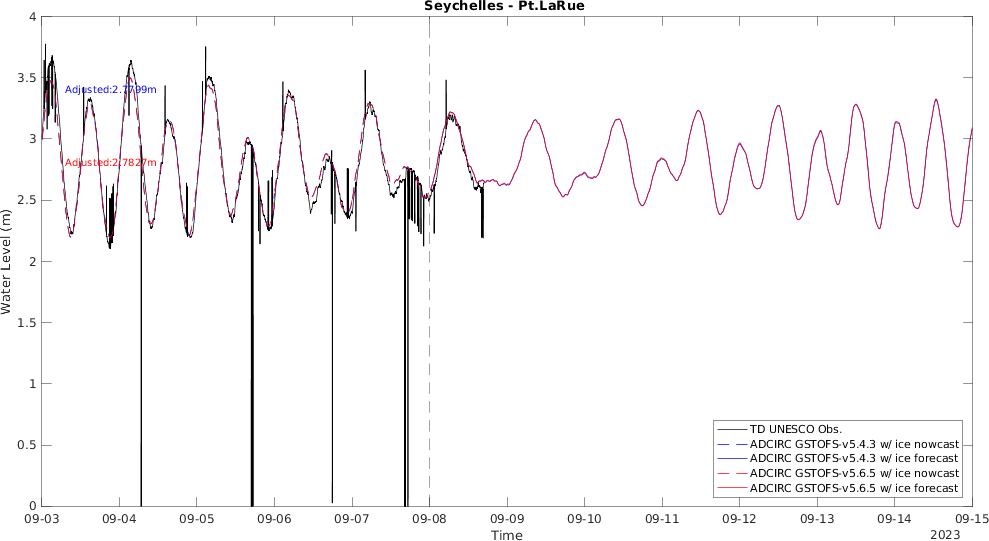 Seychelles - Pt.LaRue
4
3.5
3
2.5
2
1.5
1
0.5
0
Water Level (m)
Adjusted:2.7799m
Adjusted:2.7827m
TD UNESCO Obs.
ADCIRC GSTOFS-v5.4.3 w/ ice nowcast
ADCIRC GSTOFS-v5.4.3 w/ ice forecast
ADCIRC GSTOFS-v5.6.5 w/ ice nowcast
ADCIRC GSTOFS-v5.6.5 w/ ice forecast
09-03 09-04 09-05 09-06 09-07 09-08 09-09 09-10 09-11 09-12 09-13 09-14 09-15
Time
2023